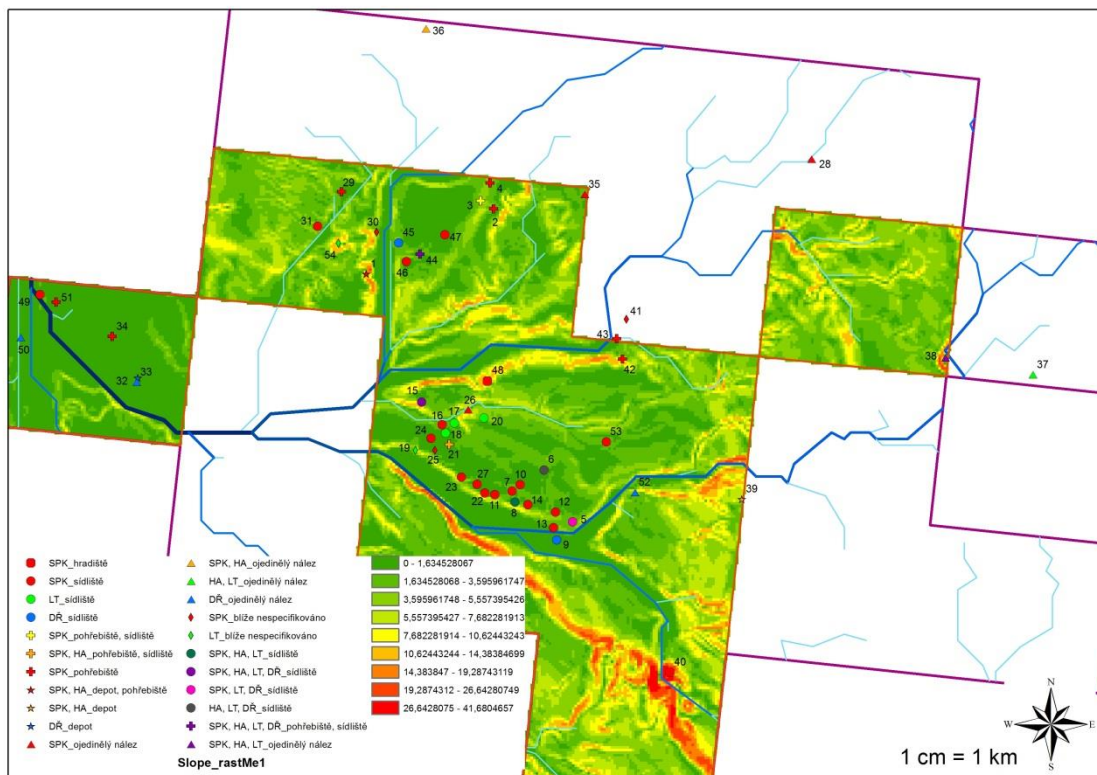 36
28
29
4
35
3
2
31
30
45
47
54
44
1
46
41
49
51
43
34
38
50
42
37
33
32
48
15
26
17
20
16
24
18
53
19
25
21
6
27
10
23
7
52
39
22
11
14
12
8
5
13
9
40
SPK_hradiště
SPK_sídliště
LT_sídliště
DŘ_sídliště
SPK_pohřebiště, sídliště
SPK, HA_pohřebiště, sídliště
SPK_pohřebiště
SPK, HA_depot, pohřebiště
SPK, HA_depot
DŘ_depot
SPK_ojedinělý nález
SPK, HA_ojedinělý nález
HA, LT_ojedinělý nález
DŘ_ojedinělý nález
SPK_blíže nespecifikováno
LT_blíže nespecifikováno
SPK, HA, LT_sídliště
SPK, HA, LT, DŘ_sídliště
SPK, LT, DŘ_sídliště
HA, LT, DŘ_sídliště
SPK, HA, LT, DŘ_pohřebiště, sídliště
SPK, HA, LT_ojedinělý nález
0 - 1,634528067
1,634528068 - 3,595961747
3,595961748 - 5,557395426
5,557395427 - 7,682281913
7,682281914 - 10,62443243
10,62443244 - 14,38384699
14,383847 - 19,28743119
19,2874312 - 26,64280749
26,6428075 - 41,6804657
Slope_rastMe1
N
W
E
S
1 cm = 1 km